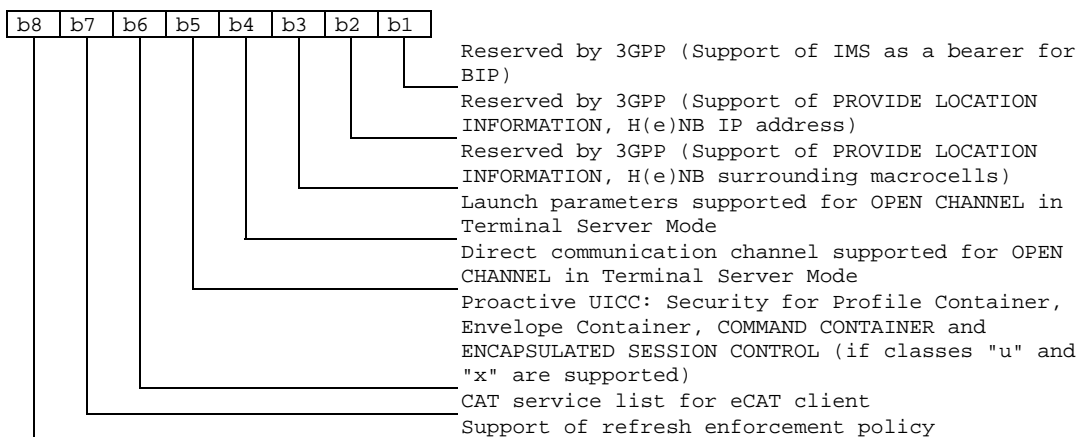 b8 b7 b6 b5 b4 b3 b2 b1
Reserved by 3GPP (Support of IMS as a bearer for
BIP)
Reserved by 3GPP (Support of PROVIDE LOCATION
INFORMATION, H(e)NB IP address)
Reserved by 3GPP (Support of PROVIDE LOCATION
INFORMATION, H(e)NB surrounding macrocells)
Launch parameters supported for OPEN CHANNEL in
Terminal Server Mode
Direct communication channel supported for OPEN
CHANNEL in Terminal Server Mode
Proactive UICC: Security for Profile Container,
Envelope Container, COMMAND CONTAINER and
ENCAPSULATED SESSION CONTROL (if classes "u" and
"x" are supported)
CAT service list for eCAT client
Support of refresh enforcement policy